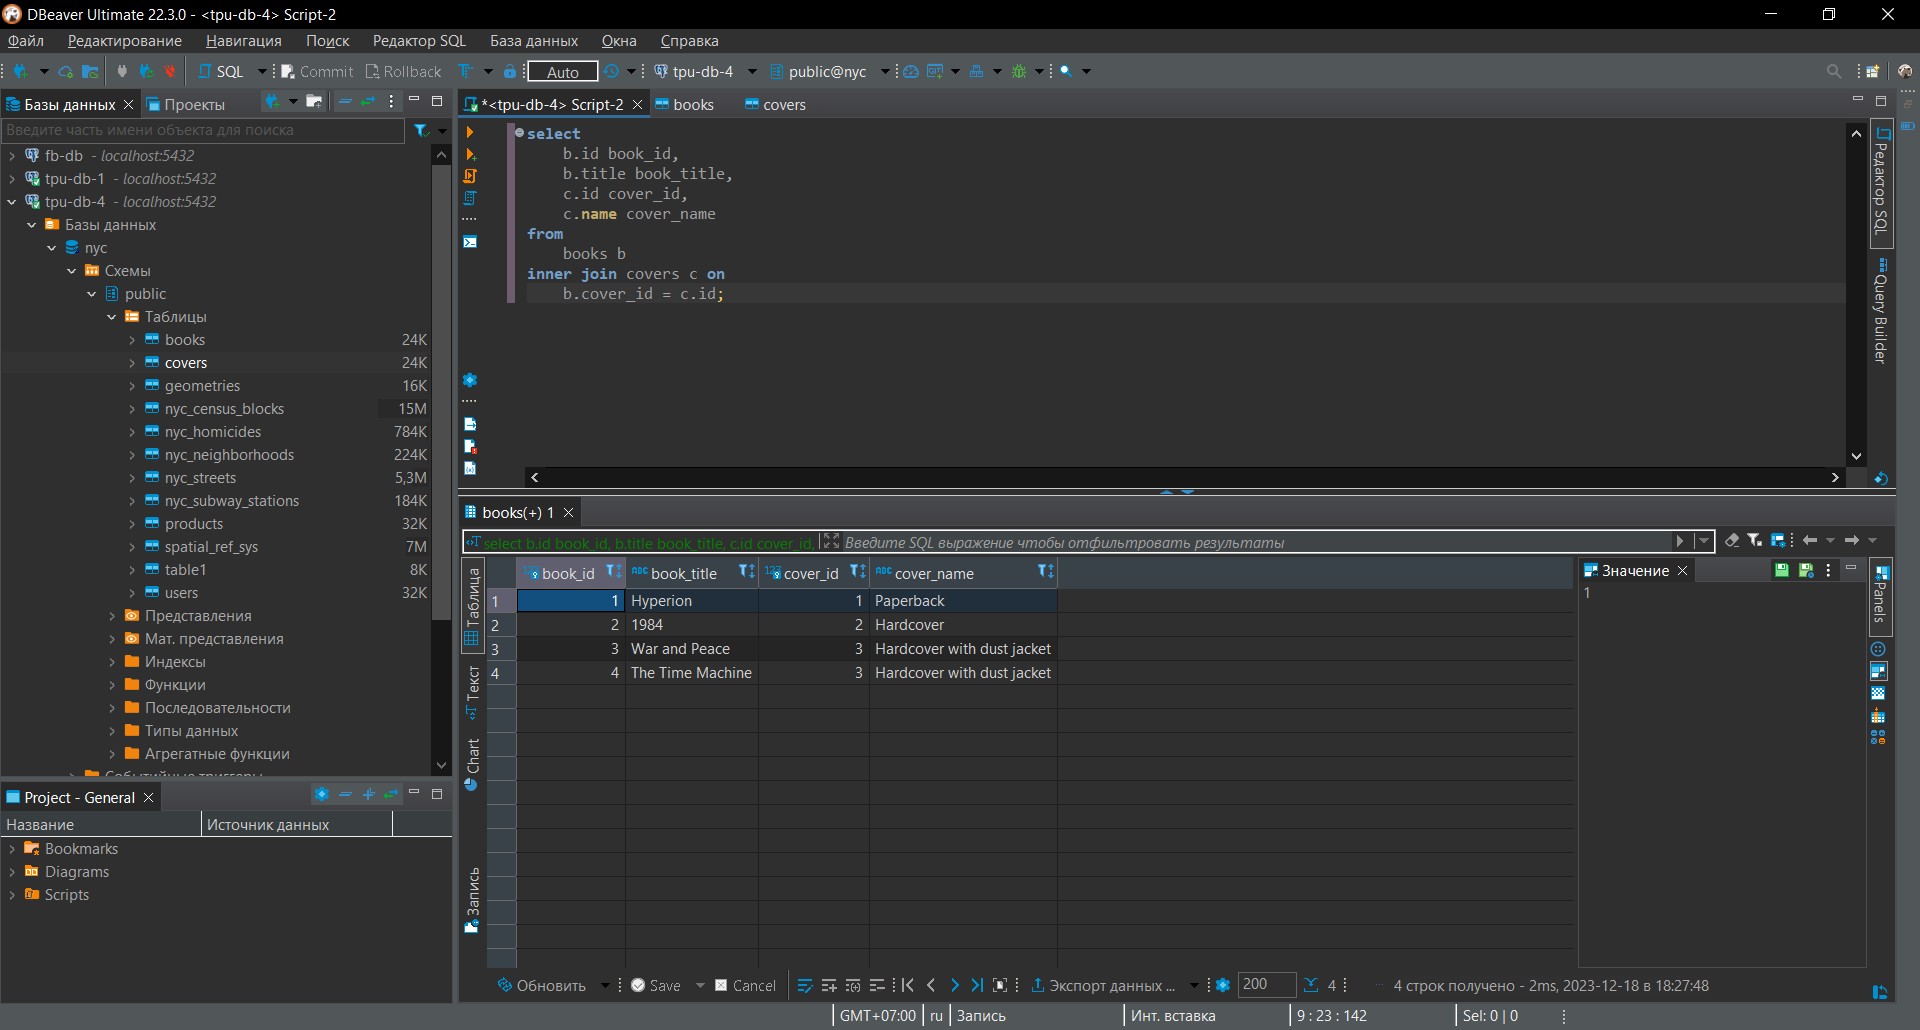 DBeaver Ultimate 22.3.0 - <tpu-db-4> Script-2
Файл Редактирование Навигация Поиск Редактор SQL База данных Окна Справка
SQL Commit Rollback Auto tpu-db-4 public@nyc
Базы данных Проекты
Введите часть имени объекта для поиска
fb-db - localhost:5432
tpu-db-1 - localhost:5432
tpu-db-4 - localhost:5432
Базы данных
nyc
Схемы
public
Таблицы
books 24K
covers 24K
geometries 16K
nyc_census_blocks 15M
nyc_homicides 784K
nyc_neighborhoods 224K
nyc_streets 5,3M
nyc_subway_stations 184K
products 32K
spatial_ref_sys 7M
table1 8K
users 32K
Представления
Мат. представления
Индексы
Функции
Последовательности
Типы данных
Агрегатные функции
Project - General
Название Источник данных
Bookmarks
Diagrams
Scripts
*<tpu-db-4> Script-2 books covers
select
b.id book_id,
b.title book_title,
c.id cover_id,
c.name cover_name
from
books b
inner join covers c on
b.cover_id = c.id;
Редактор SQL
Query Builder
books(+) 1
select b.id book_id, b.title book_title, c.id cover_id, Введите SQL выражение чтобы отфильтровать результаты
Таблица
Текст
Chart
Запись
book_id book_title cover_id cover_name
1 1 Hyperion 1 Paperback
2 2 1984 2 Hardcover
3 3 War and Peace 3 Hardcover with dust jacket
4 4 The Time Machine 3 Hardcover with dust jacket
Значение
1
Panels
Обновить Save Cancel Экспорт данных ... 200 4 4 строк получено - 2ms, 2023-12-18 в 18:27:48
GMT+07:00 ru Запись Инт. вставка 9 : 23 : 142 Sel: 0 | 0